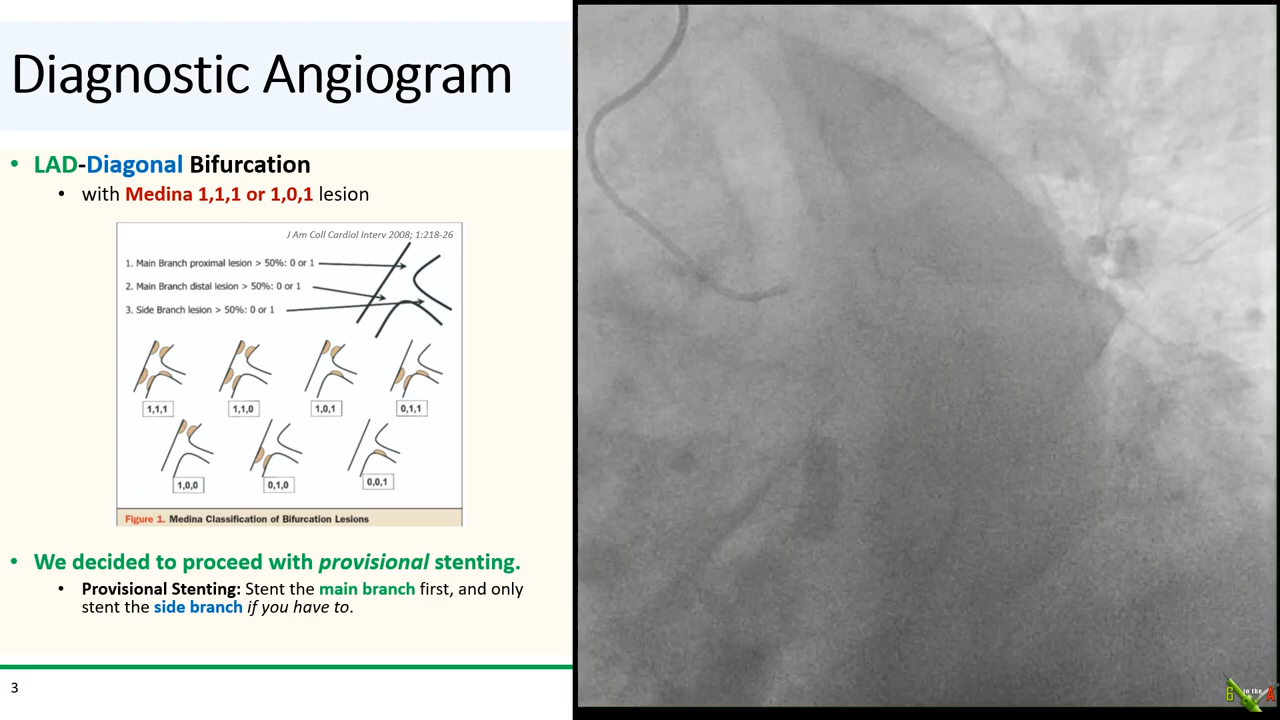 Diagnostic Angiogram
• LAD-Diagonal Bifurcation
• with Medina 1,1,1 or 1,0,1 lesion
J Am Coll Cardiol Interv 2008; 1:218-26
1. Main Branch proximal lesion > 50%: 0 or 1
2. Main Branch distal lesion > 50%: 0 or 1
3. Side Branch lesion > 50%: 0 or 1
1,1,1
1,1,0
1,0,1
0,1,1
1,0,0
0,1,0
0,0,1
Figure 1. Medina Classification of Bifurcation Lesions
• We decided to proceed with provisional stenting.
• Provisional Stenting: Stent the main branch first, and only
stent the side branch if you have to.
3
6 in the A